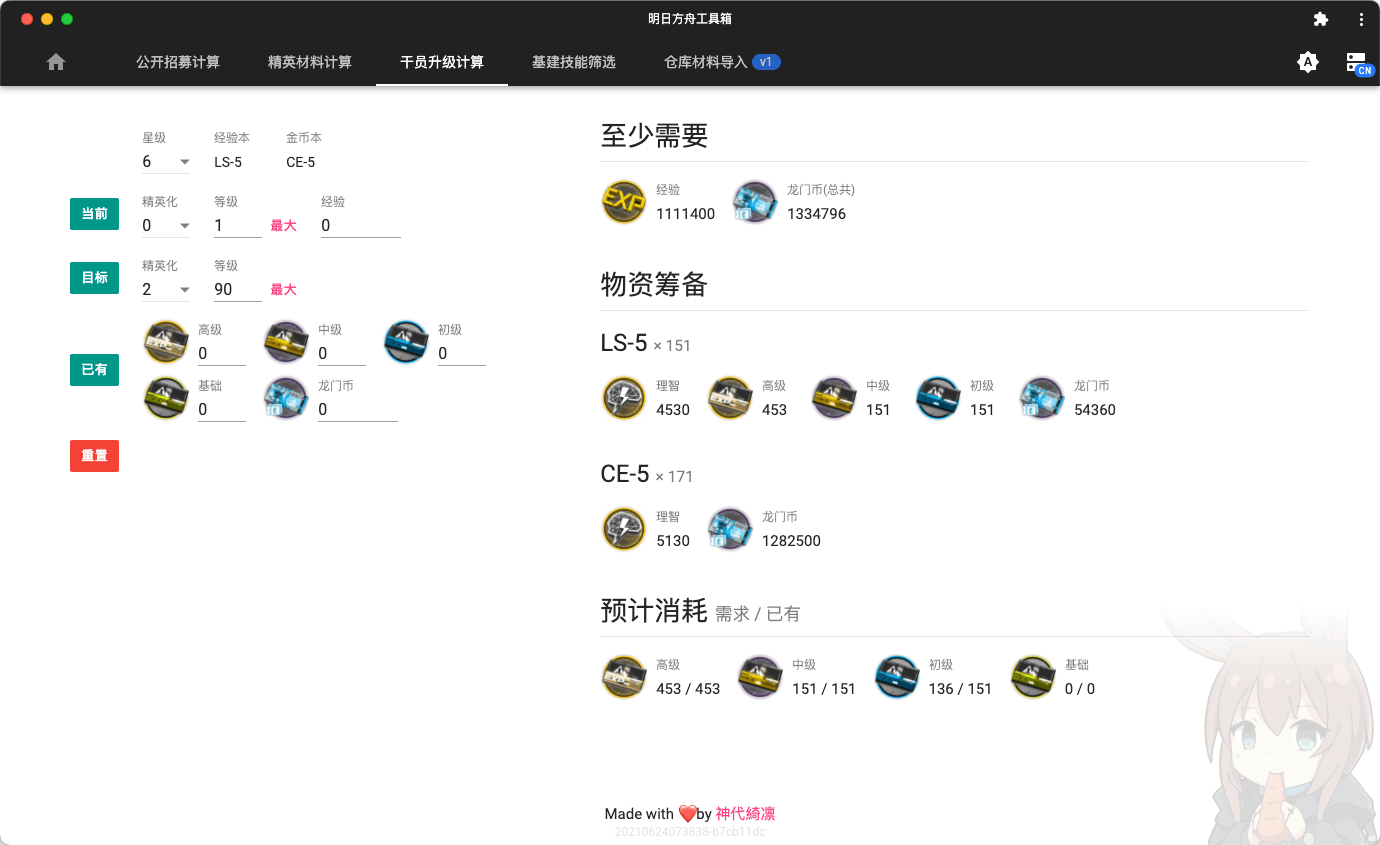 明日方舟工具箱
公开招募计算 精英材料计算 干员升级计算 基建技能筛选 仓库材料导入 v1
A
CN
星级 经验本 金币本
6 LS-5 CE-5
当前
精英化 等级 经验
0 1 最大 0
目标
精英化 等级
2 90 最大
已有
高级 中级 初级
0 0 0
基础 龙门币
0 0
重置
至少需要
EXP
经验 龙门币(总共)
1111400 1334796
物资筹备
LS-5 × 151
理智 高级 中级 初级 龙门币
4530 453 151 151 54360
CE-5 × 171
理智 龙门币
5130 1282500
预计消耗 需求 / 已有
高级 中级 初级 基础
453 / 453 151 / 151 136 / 151 0 / 0
Made with ❤️by 神代綺凛
20210624073838-b7cb11dc